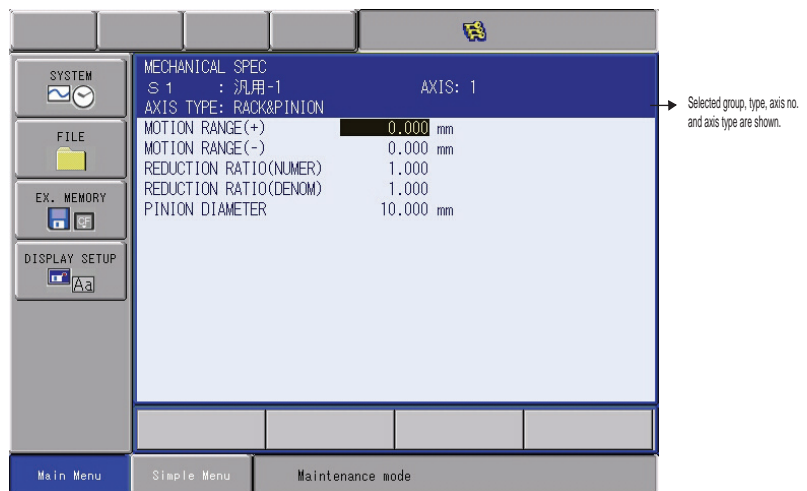 SYSTEM
FILE
EX. MEMORY
CF
DISPLAY SETUP
Aa
MECHANICAL SPEC
S1 : 汎用-1 AXIS: 1
AXIS TYPE: RACK&PINION
MOTION RANGE(+) 0.000 mm
MOTION RANGE(-) 0.000 mm
REDUCTION RATIO(NUMER) 1.000
REDUCTION RATIO(DENOM) 1.000
PINION DIAMETER 10.000 mm
Selected group, type, axis no.
and axis type are shown.
Main Menu Simple Menu Maintenance mode